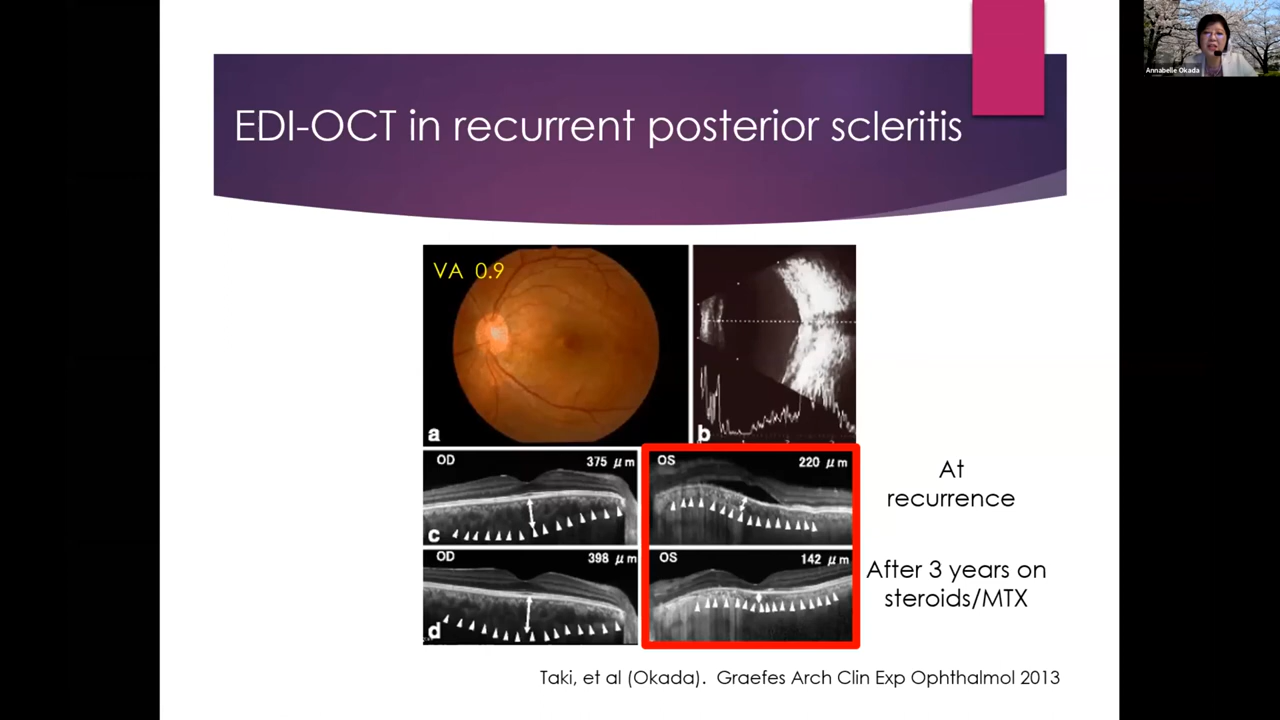 Annabelle Okada
EDI-OCT in recurrent posterior scleritis
VA 0.9
a
b
OD
375 μm
OS
220 μm
c
At
recurrence
OD
398 μm
OS
142 μm
d
After 3 years on
steroids/MTX
Taki, et al (Okada). Graefes Arch Clin Exp Ophthalmol 2013